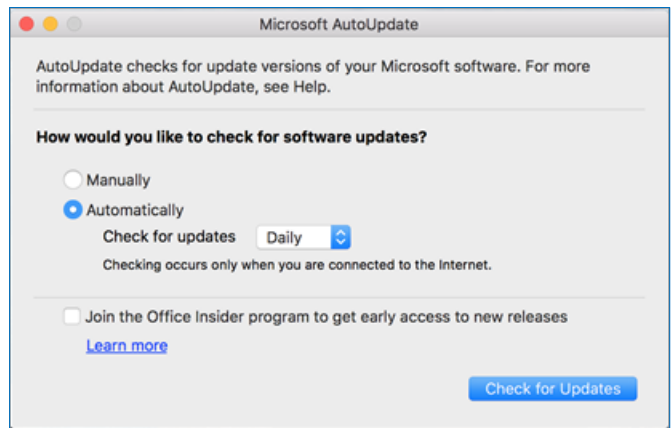 Microsoft AutoUpdate
AutoUpdate checks for update versions of your Microsoft software. For more
information about AutoUpdate, see Help.
How would you like to check for software updates?
Manually
Automatically
Check for updates Daily
Checking occurs only when you are connected to the Internet.
Join the Office Insider program to get early access to new releases
Learn more
Check for Updates